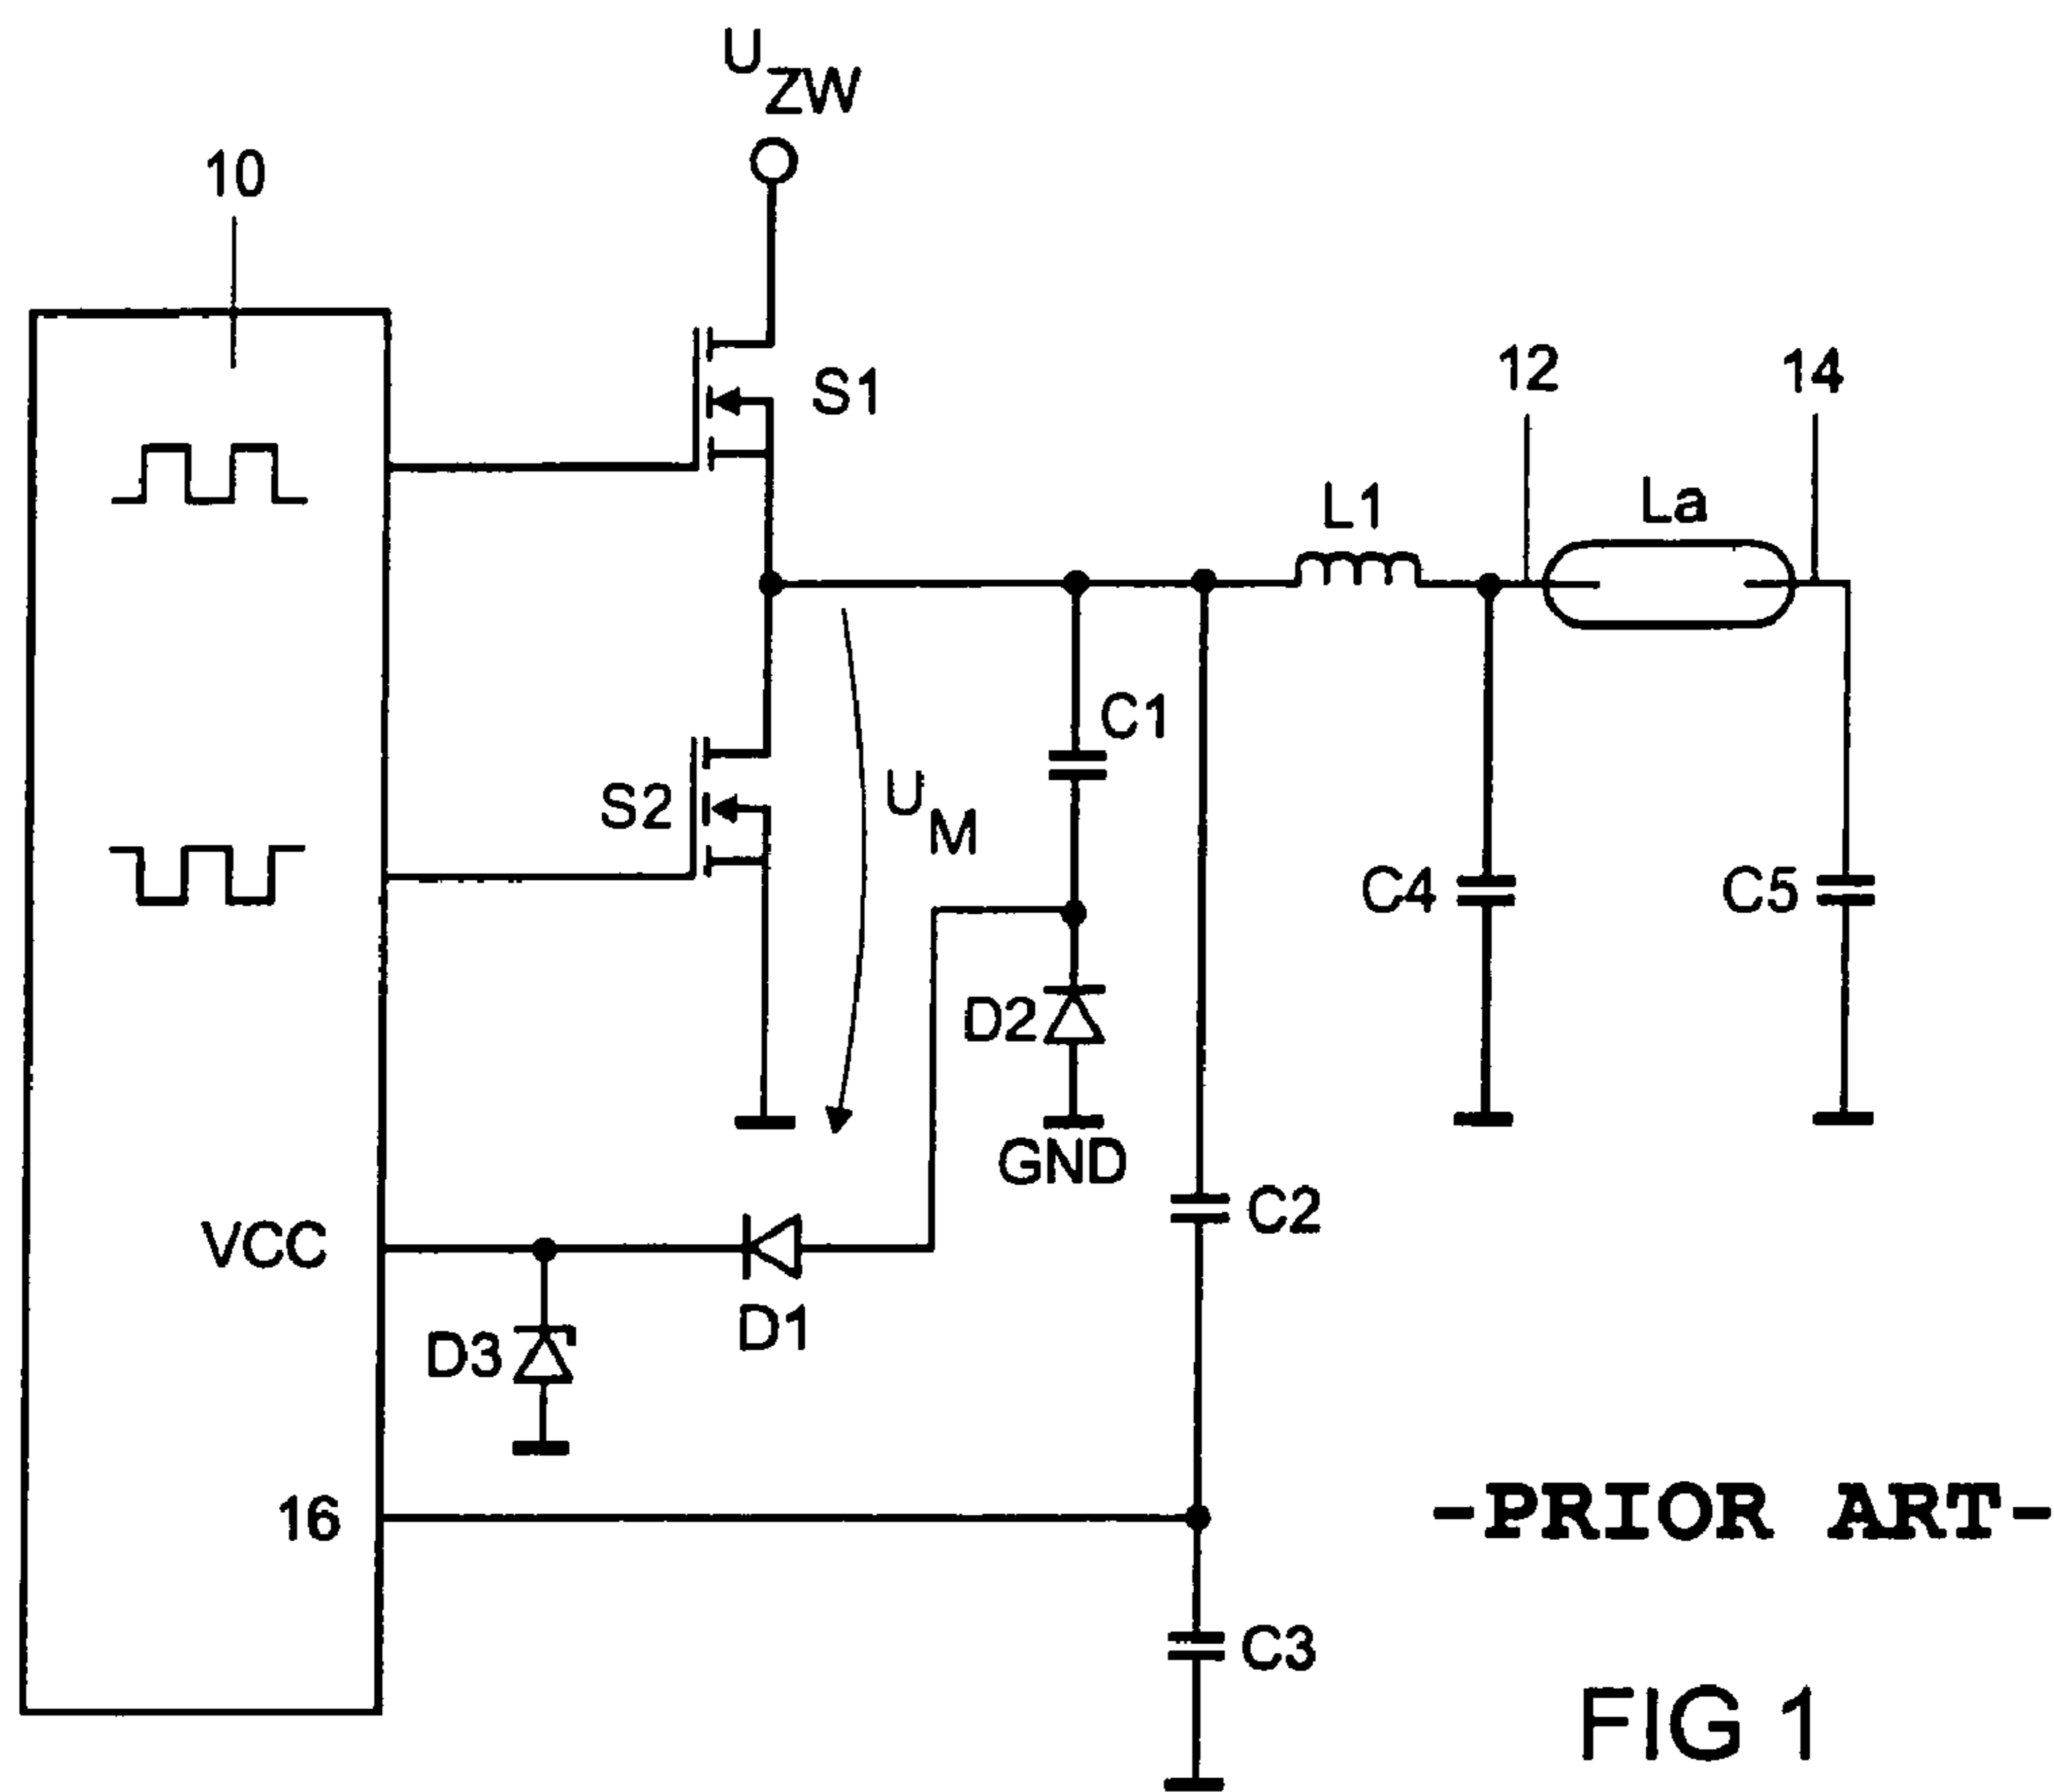 U ZW
10
S1
12
14
L1
La
C1
S2
U M
C4
C5
D2
GND
C2
VCC
D1
D3
16
-PRIOR ART-
C3
FIG 1